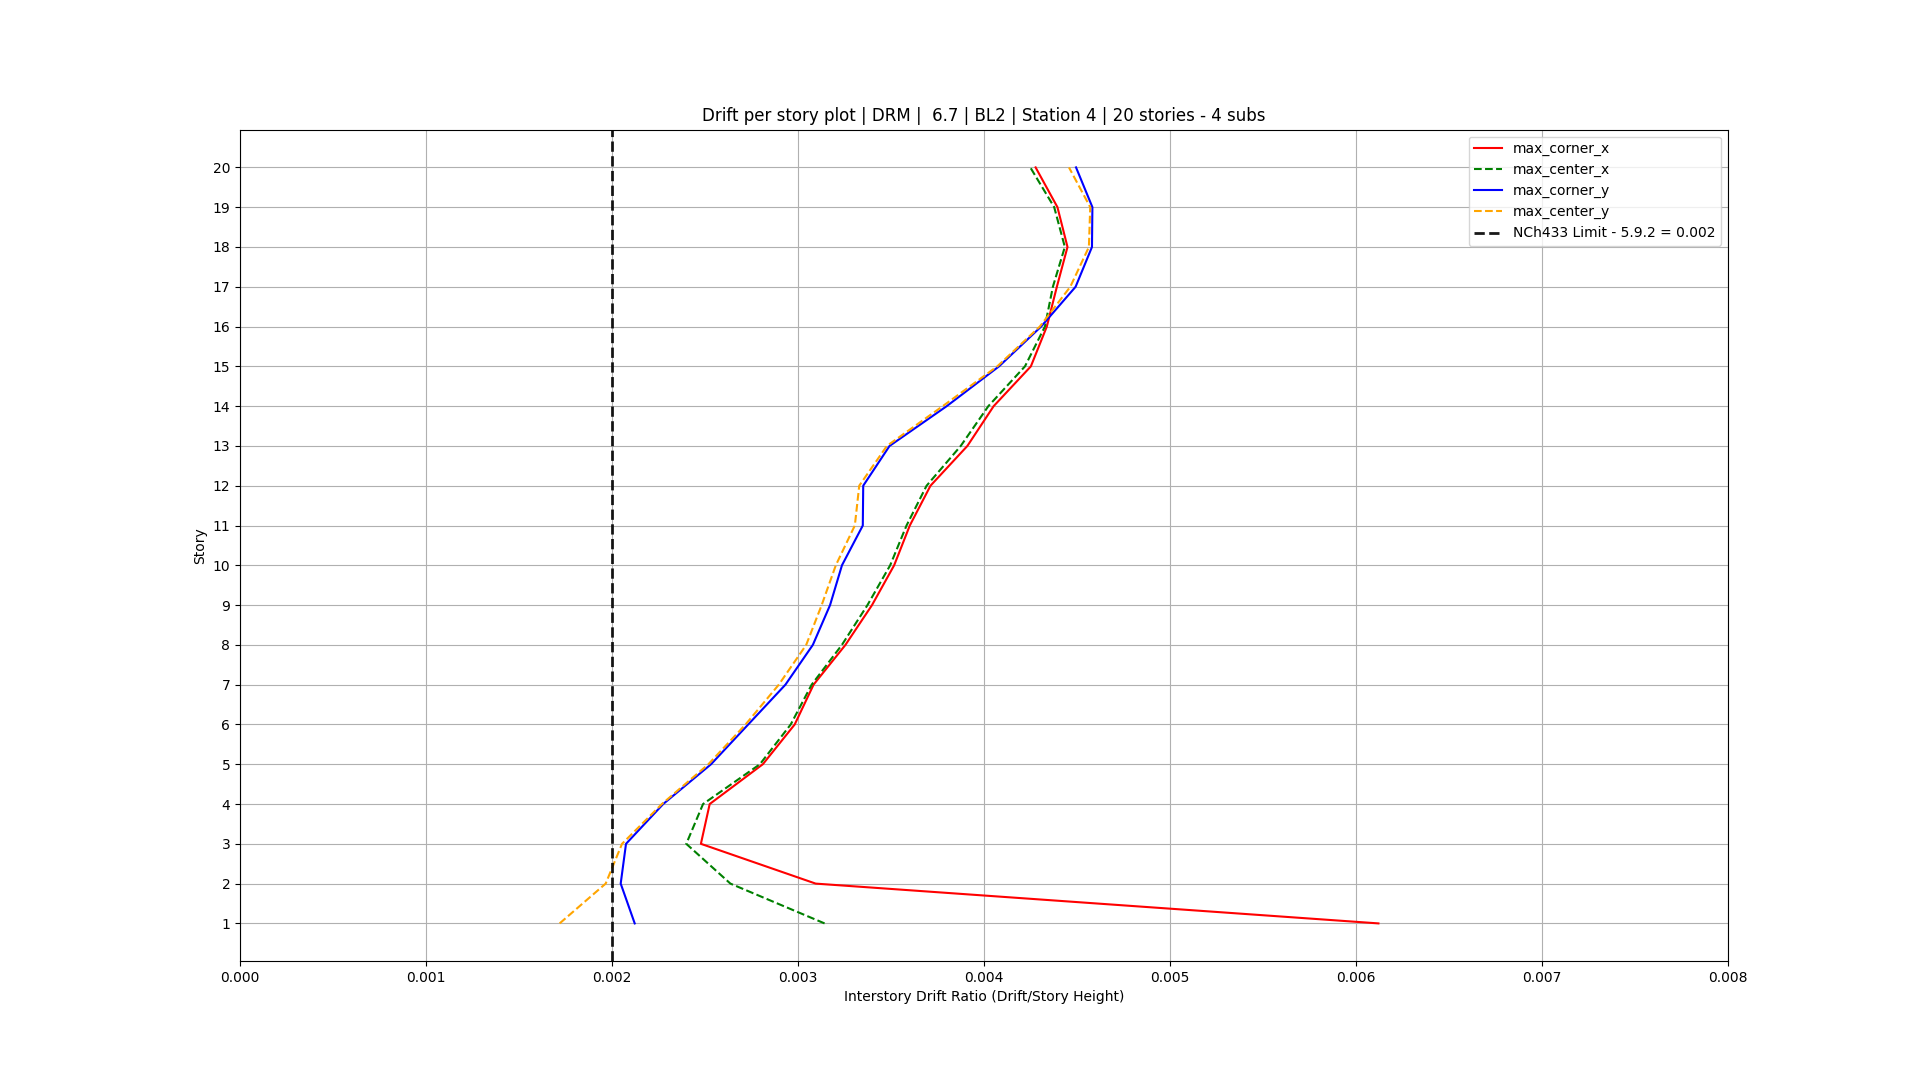 Drift per story plot | DRM |  6.7 | BL2 | Station 4 | 20 stories - 4 subs
max_corner_x
max_center_x
max_corner_y
max_center_y
NCh433 Limit - 5.9.2 = 0.002
Story
20
19
18
17
16
15
14
13
12
11
10
9
8
7
6
5
4
3
2
1
0.000 0.001 0.002 0.003 0.004 0.005 0.006 0.007 0.008
Interstory Drift Ratio (Drift/Story Height)